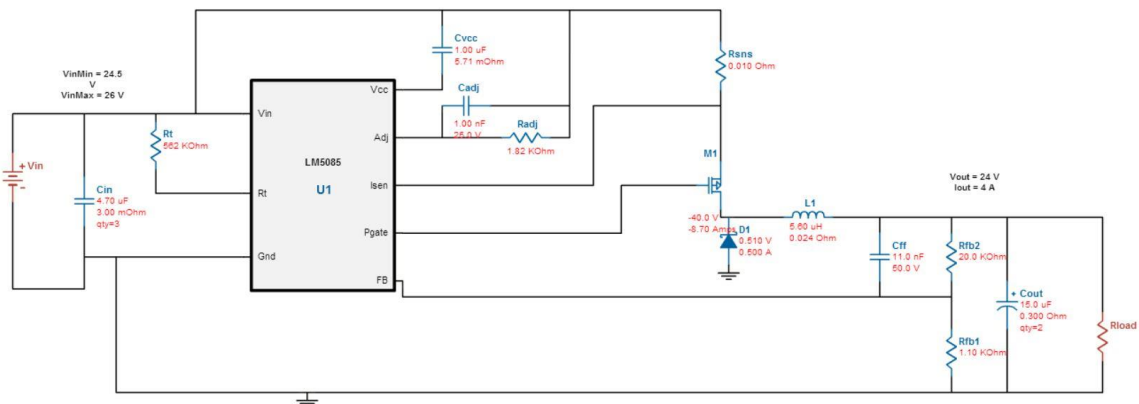 VinMin = 24.5
V
VinMax = 26 V
Vin
Cin
4.70 uF
3.00 mOhm
qty=3
Rt
562 KOhm
LM5085
U1
Vin
Rt
Gnd
Vcc
Adj
Isen
Pgate
FB
Cvcc
1.00 uF
5.71 mOhm
Cadj
1.00 nF
25.0 V
Radj
1.82 KOhm
Rsns
0.010 Ohm
M1
-40.0 V
-8.70 Amps
D1
0.510 V
0.500 A
L1
5.60 uH
0.024 Ohm
Vout = 24 V
Iout = 4 A
Cff
11.0 nF
50.0 V
Rfb2
20.0 KOhm
Rfb1
1.10 KOhm
Cout
15.0 uF
0.300 Ohm
qty=2
Rload